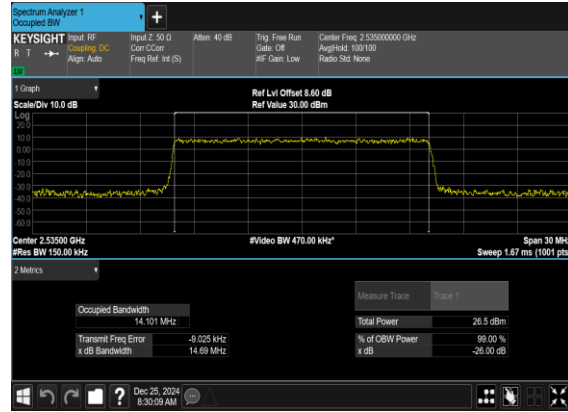 Spectrum Analyzer 1
Occupied BW
+
KEYSIGHT
R T
LXI
Input: RF
Coupling: DC
Align: Auto
Input Z: 50 Ω
Corr CCorr
Freq Ref: Int (S)
Atten: 40 dB
Trig: Free Run
Gate: Off
#IF Gain: Low
Center Freq: 2.535000000 GHz
Avg|Hold: 100/100
Radio Std: None
1 Graph
Scale/Div 10.0 dB
Ref Lvl Offset 8.60 dB
Ref Value 30.00 dBm
Log
20.0
10.0
0.00
-10.0
-20.0
-30.0
-40.0
-50.0
-60.0
Center 2.53500 GHz
#Res BW 150.00 kHz
#Video BW 470.00 kHz*
Span 30 MHz
Sweep 1.67 ms (1001 pts)
2 Metrics
Measure Trace Trace 1
Occupied Bandwidth
14.101 MHz
Total Power 26.5 dBm
Transmit Freq Error -9.025 kHz
% of OBW Power 99.00 %
x dB Bandwidth 14.69 MHz
x dB -26.00 dB
?
Dec 25, 2024
8:30:09 AM